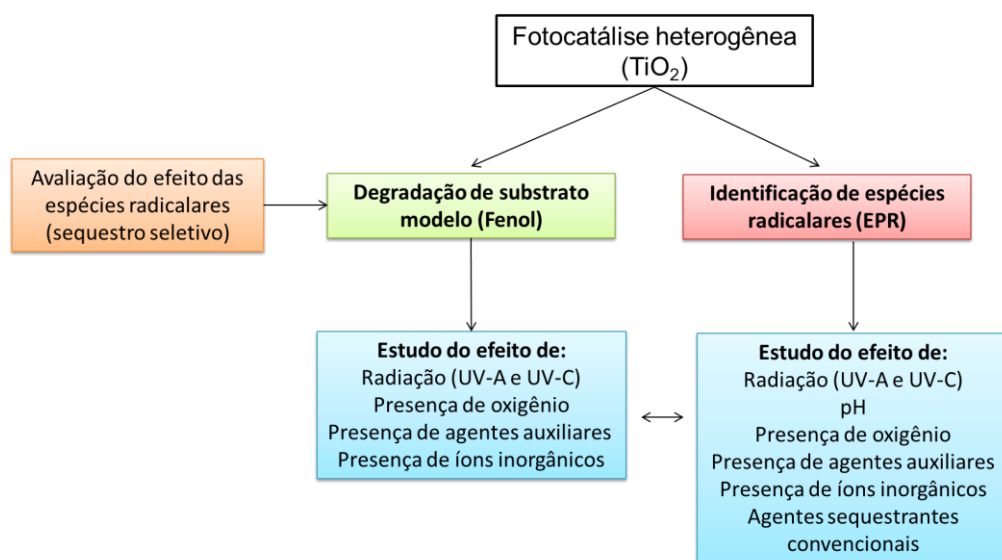 Fotocatálise heterogênea
(TiO₂)
Avaliação do efeito das
espécies radicalares
(sequestro seletivo)
Degradação de substrato
modelo (Fenol)
Identificação de espécies
radicalares (EPR)
Estudo do efeito de:
Radiação (UV-A e UV-C)
Presença de oxigênio
Presença de agentes auxiliares
Presença de íons inorgânicos
Estudo do efeito de:
Radiação (UV-A e UV-C)
pH
Presença de oxigênio
Presença de agentes auxiliares
Presença de íons inorgânicos
Agentes sequestrantes
convencionais